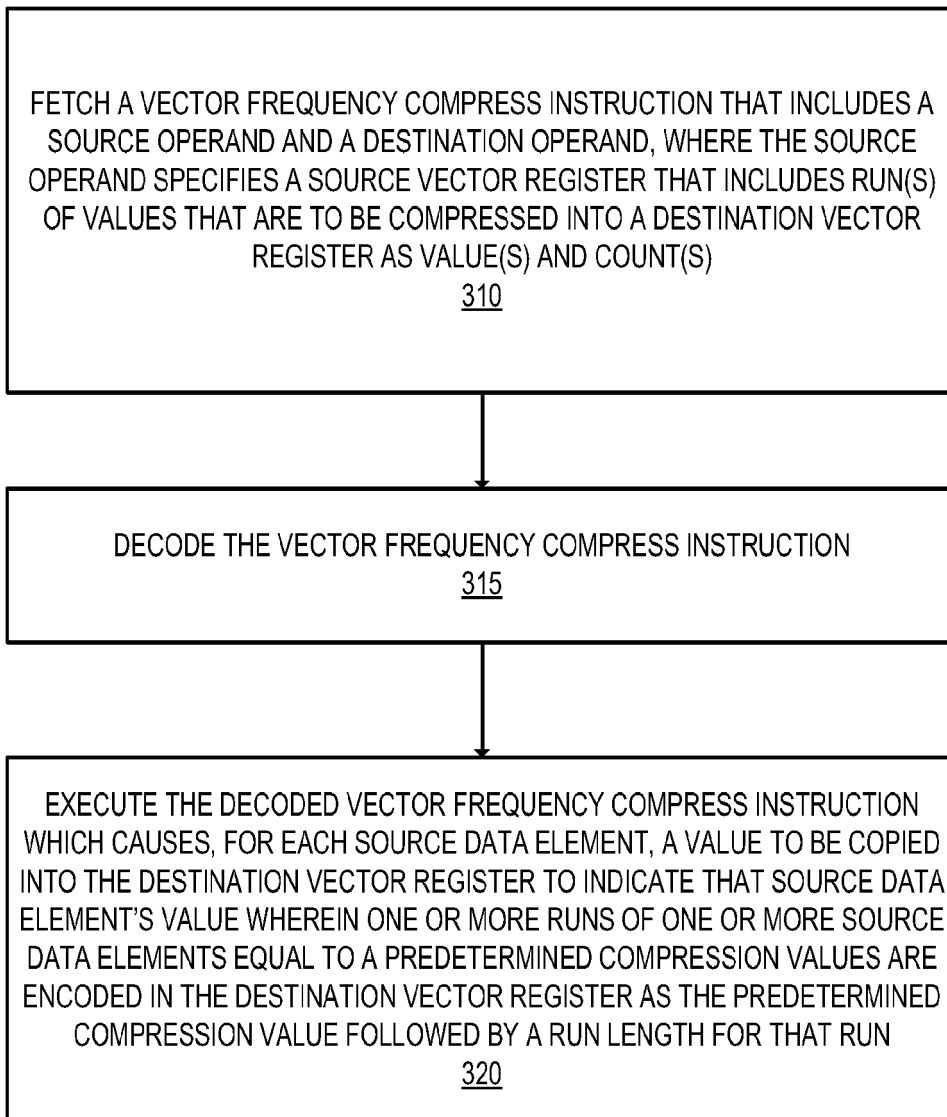 FETCH A VECTOR FREQUENCY COMPRESS INSTRUCTION THAT INCLUDES A
SOURCE OPERAND AND A DESTINATION OPERAND, WHERE THE SOURCE
OPERAND SPECIFIES A SOURCE VECTOR REGISTER THAT INCLUDES RUN(S)
OF VALUES THAT ARE TO BE COMPRESSED INTO A DESTINATION VECTOR
REGISTER AS VALUE(S) AND COUNT(S)
310
DECODE THE VECTOR FREQUENCY COMPRESS INSTRUCTION
315
EXECUTE THE DECODED VECTOR FREQUENCY COMPRESS INSTRUCTION
WHICH CAUSES, FOR EACH SOURCE DATA ELEMENT, A VALUE TO BE COPIED
INTO THE DESTINATION VECTOR REGISTER TO INDICATE THAT SOURCE DATA
ELEMENT'S VALUE WHEREIN ONE OR MORE RUNS OF ONE OR MORE SOURCE
DATA ELEMENTS EQUAL TO A PREDETERMINED COMPRESSION VALUES ARE
ENCODED IN THE DESTINATION VECTOR REGISTER AS THE PREDETERMINED
COMPRESSION VALUE FOLLOWED BY A RUN LENGTH FOR THAT RUN
320